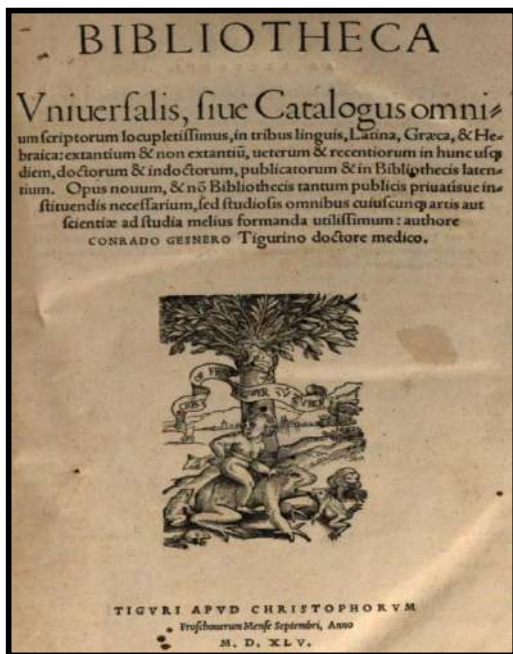 BIBLIOTHECA
Vniuerſalis, ſiue Catalogus omni⸗
um ſcriptorum locupletiſſimus, in tribus linguis, Latina, Græca, & He⸗
braica: extantium & non extantiũ, ueterum & recentiorum in hunc uſqꝫ
diem, doctorum & indoctorum, publicatorum & in Bibliothecis laten⸗
tium. Opus nouum, & nõ Bibliothecis tantum publicis priuatisue in⸗
ſtituendis neceſſarium, ſed ſtudioſis omnibus cuiuſcunqꝫ artis aut
ſcientiæ ad ſtudia melius formanda utiliſſimum: authore
CONRADO GESNERO Tigurino doctore medico.
TIGVRI APVD CHRISTOPHORVM
Froſchouerum Menſe Septembri, Anno
M. D. XLV.